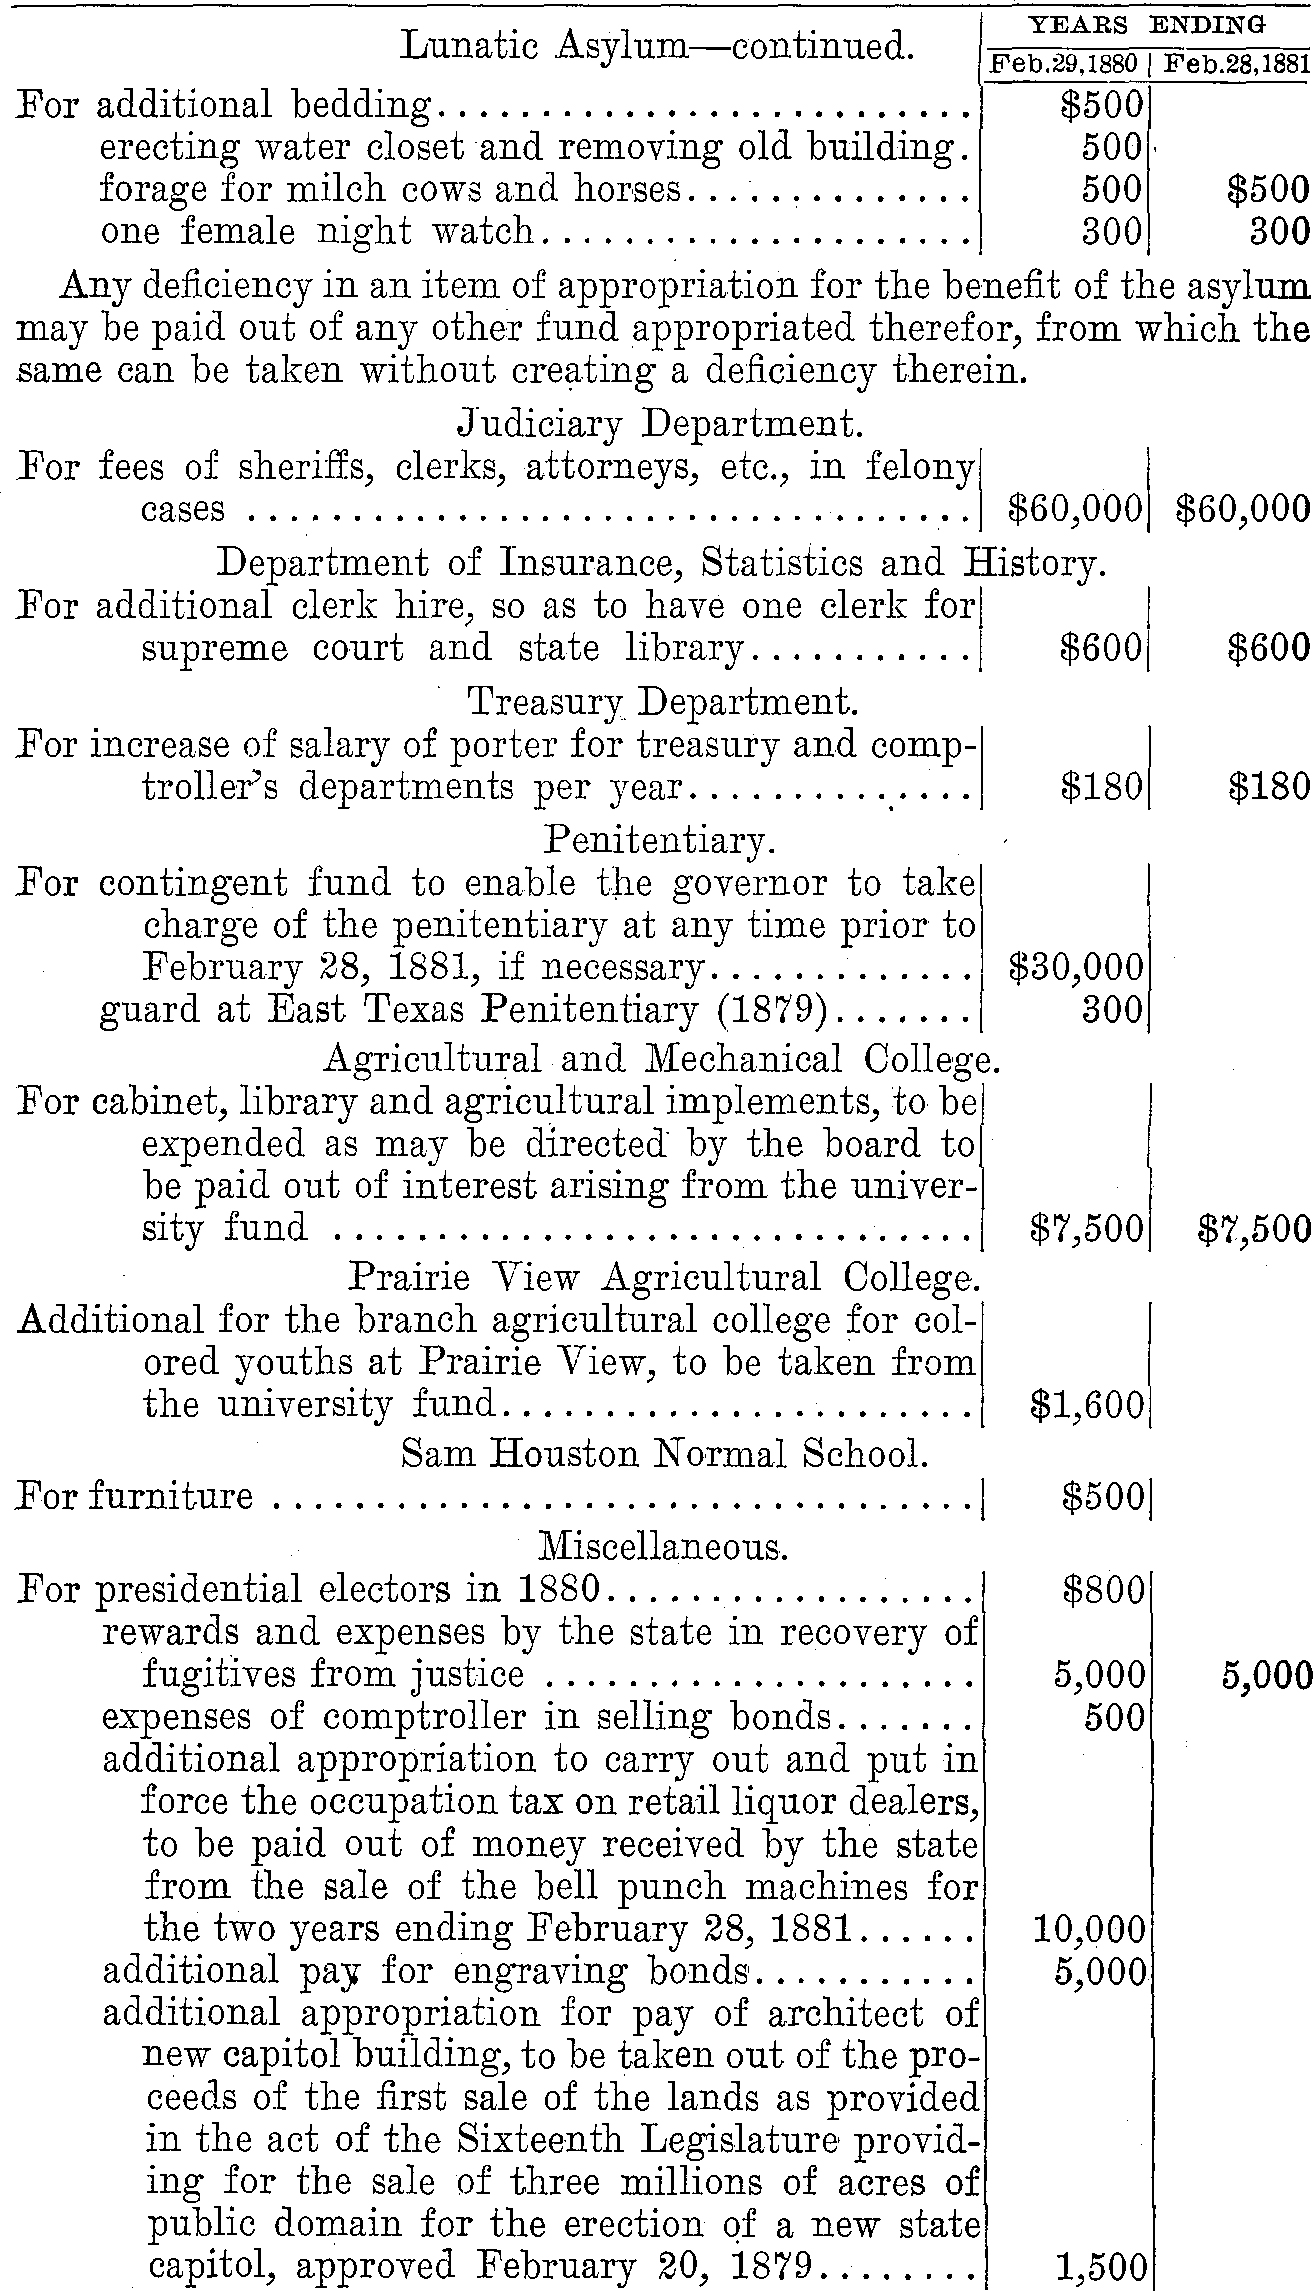 Lunatic Asylum—continued. YEARS ENDING
Feb.29,1880 | Feb.28,1881
For additional bedding.......................... $500
erecting water closet and removing old building. 500
forage for milch cows and horses.............. 500 $500
one female night watch..................... 300 300
Any deficiency in an item of appropriation for the benefit of the asylum
may be paid out of any other fund appropriated therefor, from which the
same can be taken without creating a deficiency therein.
Judiciary Department.
For fees of sheriffs, clerks, attorneys, etc., in felony
cases ................................... $60,000 $60,000
Department of Insurance, Statistics and History.
For additional clerk hire, so as to have one clerk for
supreme court and state library........... $600 $600
Treasury Department.
For increase of salary of porter for treasury and comp-
troller's departments per year.............. $180 $180
Penitentiary.
For contingent fund to enable the governor to take
charge of the penitentiary at any time prior to
February 28, 1881, if necessary............. $30,000
guard at East Texas Penitentiary (1879)....... 300
Agricultural and Mechanical College.
For cabinet, library and agricultural implements, to be
expended as may be directed by the board to
be paid out of interest arising from the univer-
sity fund ............................... $7,500 $7,500
Prairie View Agricultural College.
Additional for the branch agricultural college for col-
ored youths at Prairie View, to be taken from
the university fund....................... $1,600
Sam Houston Normal School.
For furniture .................................. $500
Miscellaneous.
For presidential electors in 1880.................. $800
rewards and expenses by the state in recovery of
fugitives from justice ..................... 5,000 5,000
expenses of comptroller in selling bonds....... 500
additional appropriation to carry out and put in
force the occupation tax on retail liquor dealers,
to be paid out of money received by the state
from the sale of the bell punch machines for
the two years ending February 28, 1881...... 10,000
additional pay for engraving bonds........... 5,000
additional appropriation for pay of architect of
new capitol building, to be taken out of the pro-
ceeds of the first sale of the lands as provided
in the act of the Sixteenth Legislature provid-
ing for the sale of three millions of acres of
public domain for the erection of a new state
capitol, approved February 20, 1879........ 1,500